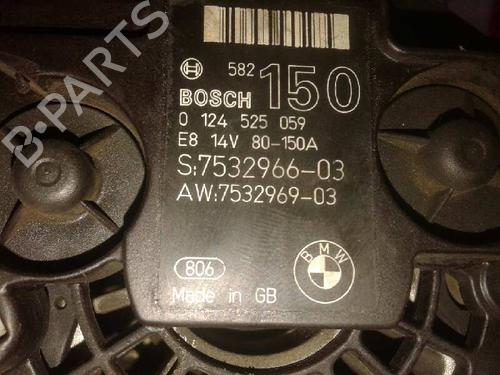 B-PARTS
582
150
BOSCH
0 124 525 059
E8 14V 80-150A
S:7532966-03
AW:7532969-03
806
BMW
Made in GB